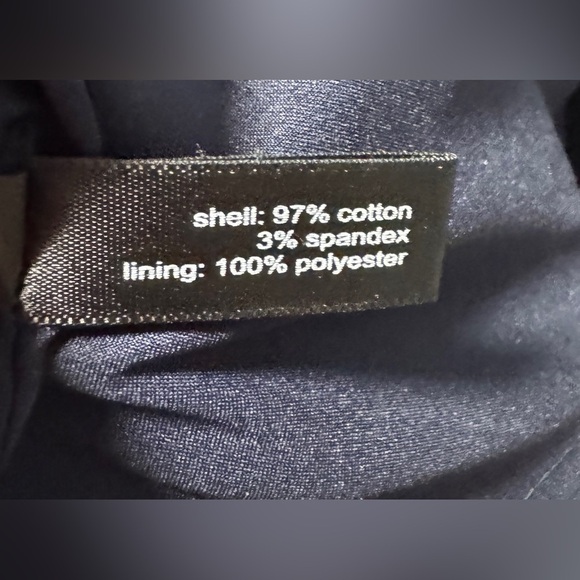 shell: 97% cotton
3% spandex
lining: 100% polyester